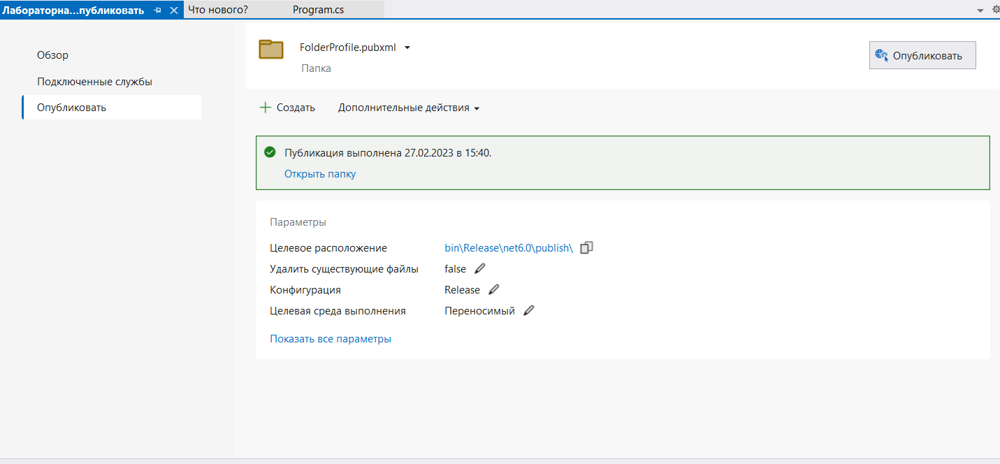 Лабораторна...публиковать
Что нового?
Program.cs
Обзор
Подключенные службы
Опубликовать
FolderProfile.pubxml
Папка
Опубликовать
Создать
Дополнительные действия
Публикация выполнена 27.02.2023 в 15:40.
Открыть папку
Параметры
Целевое расположение bin\Release\net6.0\publish\
Удалить существующие файлы false
Конфигурация Release
Целевая среда выполнения Переносимый
Показать все параметры